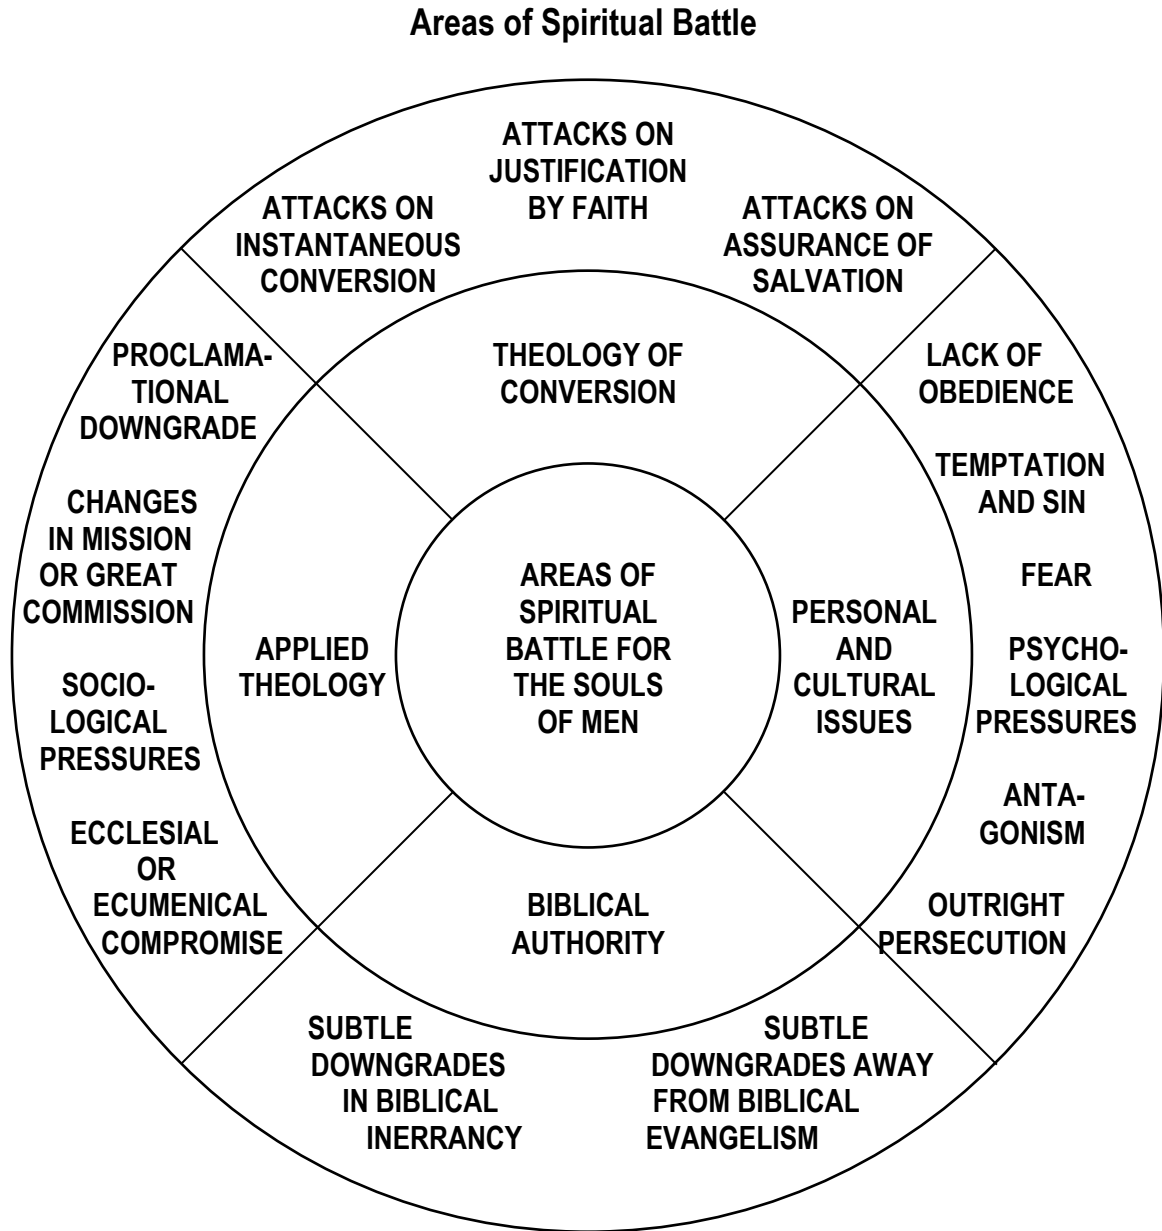 Areas of Spiritual Battle
ATTACKS ON
JUSTIFICATION
BY FAITH
ATTACKS ON
INSTANTANEOUS
CONVERSION
ATTACKS ON
ASSURANCE OF
SALVATION
THEOLOGY OF
CONVERSION
PROCLAMA-
TIONAL
DOWNGRADE
CHANGES
IN MISSION
OR GREAT
COMMISSION
SOCIO-
LOGICAL
PRESSURES
ECCLESIAL
OR
ECUMENICAL
COMPROMISE
APPLIED
THEOLOGY
AREAS OF
SPIRITUAL
BATTLE FOR
THE SOULS
OF MEN
PERSONAL
AND
CULTURAL
ISSUES
LACK OF
OBEDIENCE
TEMPTATION
AND SIN
FEAR
PSYCHO-
LOGICAL
PRESSURES
ANTA-
GONISM
OUTRIGHT
PERSECUTION
BIBLICAL
AUTHORITY
SUBTLE
DOWNGRADES
IN BIBLICAL
INERRANCY
SUBTLE
DOWNGRADES AWAY
FROM BIBLICAL
EVANGELISM